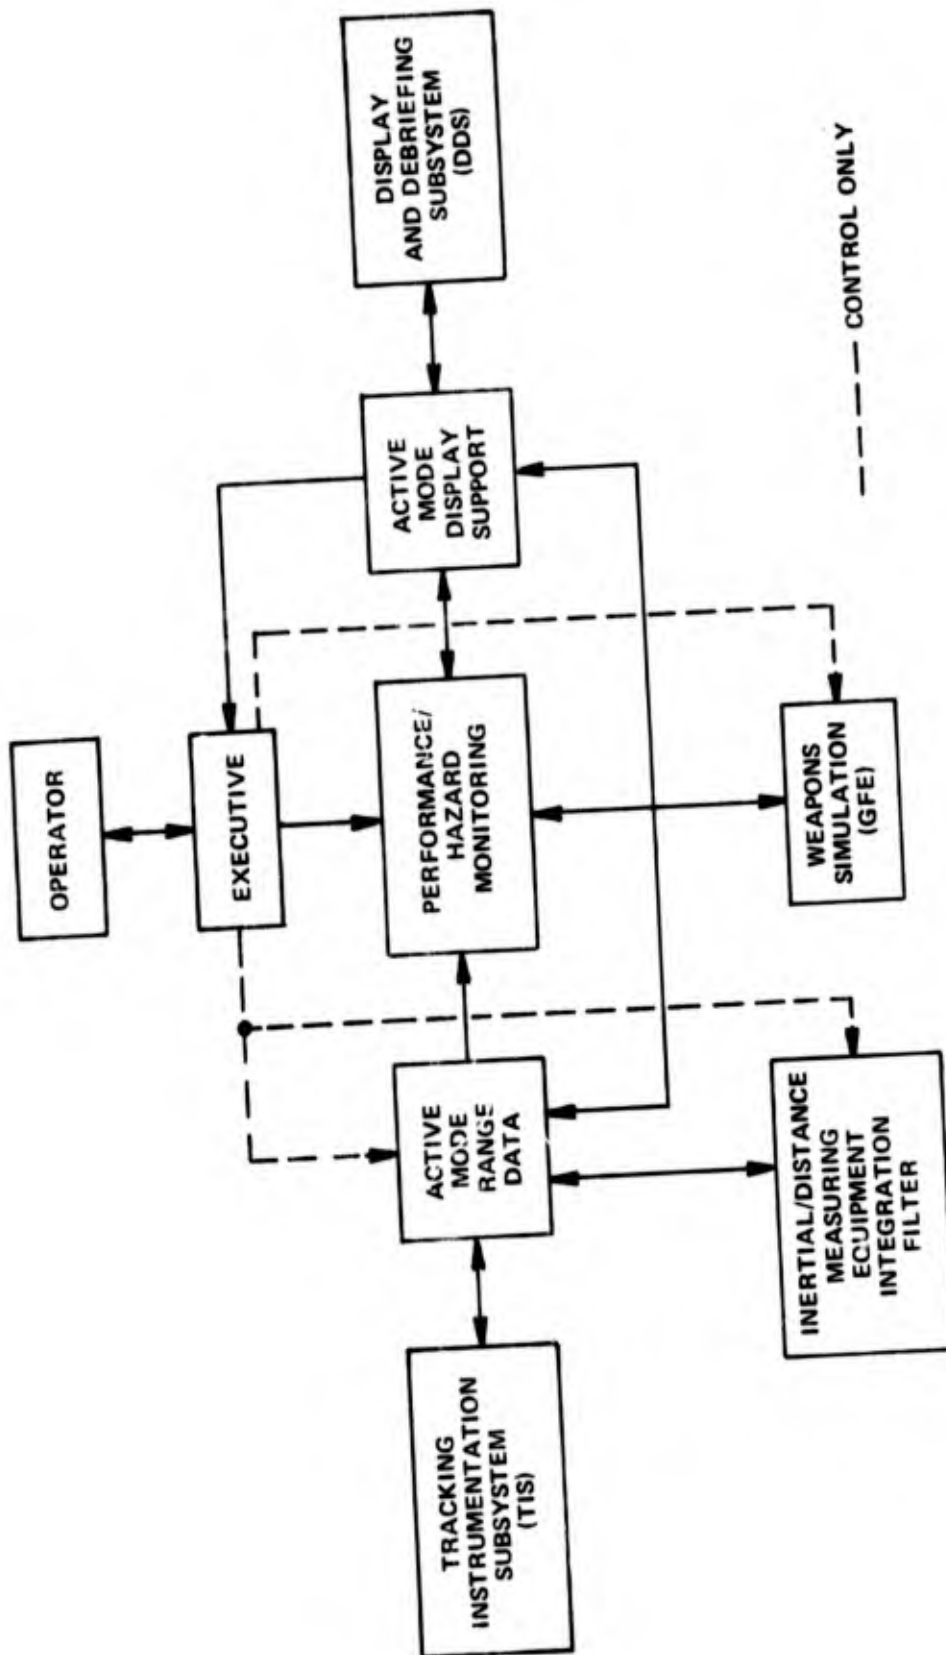 OPERATOR
EXECUTIVE
TRACKING
INSTRUMENTATION
SUBSYSTEM
(TIS)
ACTIVE
MODE
RANGE
DATA
PERFORMANCE/
HAZARD
MONITORING
ACTIVE
MODE
DISPLAY
SUPPORT
DISPLAY
AND DEBRIEFING
SUBSYSTEM
(DDS)
INERTIAL/DISTANCE
MEASURING
EQUIPMENT
INTEGRATION
FILTER
WEAPONS
SIMULATION
(GFE)
CONTROL ONLY